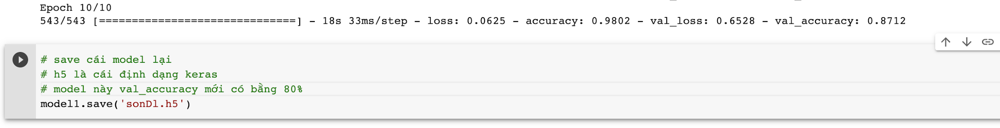 Epoch 10/10
543/543 [==============================] - 18s 33ms/step - loss: 0.0625 - accuracy: 0.9802 - val_loss: 0.6528 - val_accuracy: 0.8712
# save cái model lại
# h5 là cái định dạng keras
# model này val_accuracy mới có bằng 80%
model1.save('sonDl.h5')